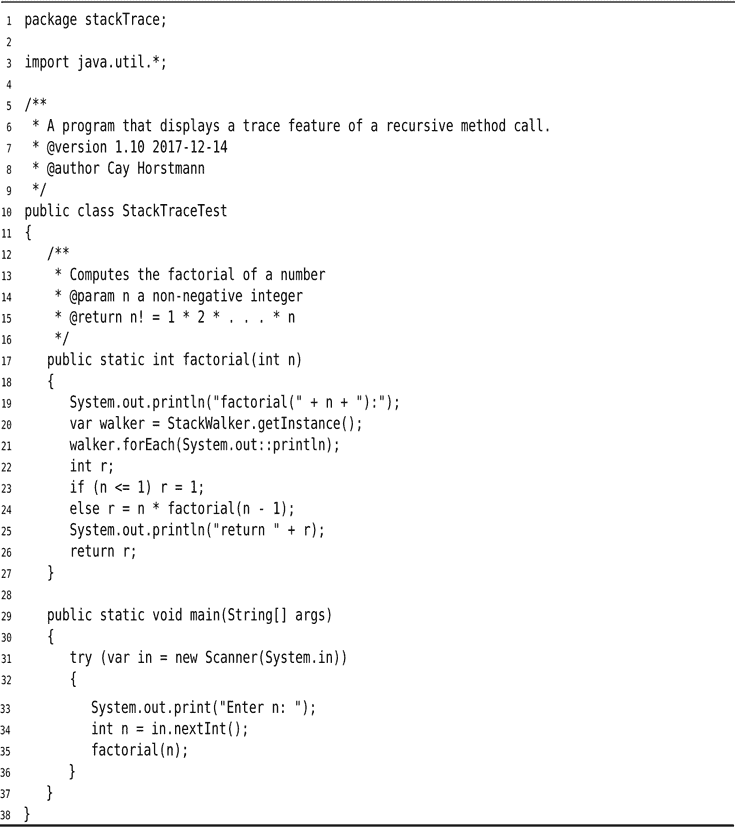 1 package stackTrace;
2
3 import java.util.*;
4
5 /**
6  * A program that displays a trace feature of a recursive method call.
7  * @version 1.10 2017-12-14
8  * @author Cay Horstmann
9  */
10 public class StackTraceTest
11 {
12    /**
13     * Computes the factorial of a number
14     * @param n a non-negative integer
15     * @return n! = 1 * 2 * . . . * n
16     */
17    public static int factorial(int n)
18    {
19       System.out.println("factorial(" + n + "):");
20       var walker = StackWalker.getInstance();
21       walker.forEach(System.out::println);
22       int r;
23       if (n <= 1) r = 1;
24       else r = n * factorial(n - 1);
25       System.out.println("return " + r);
26       return r;
27    }
28
29    public static void main(String[] args)
30    {
31       try (var in = new Scanner(System.in))
32       {
33          System.out.print("Enter n: ");
34          int n = in.nextInt();
35          factorial(n);
36       }
37    }
38 }